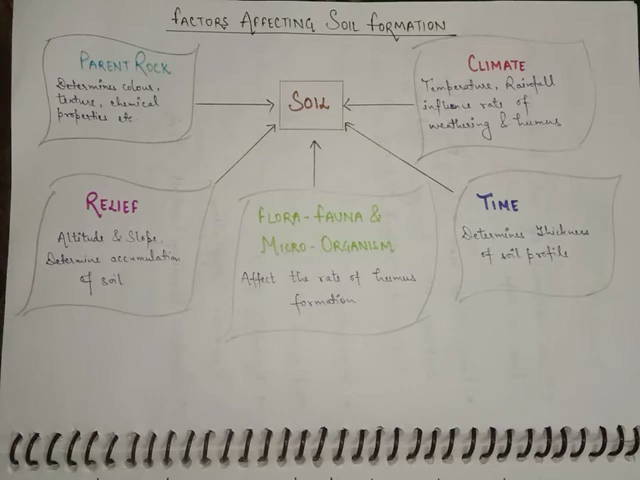 FACTORS AFFECTING SOIL FORMATION
PARENT ROCK
Determines colour,
texture, chemical
properties etc
SOIL
CLIMATE
Temperature, Rainfall
influence rate of
weathering & humus
RELIEF
Altitude & Slope
Determine accumulation
of soil
FLORA-FAUNA &
MICRO-ORGANISM
Affect the rate of humus
formation
TIME
Determines thickness
of soil profile